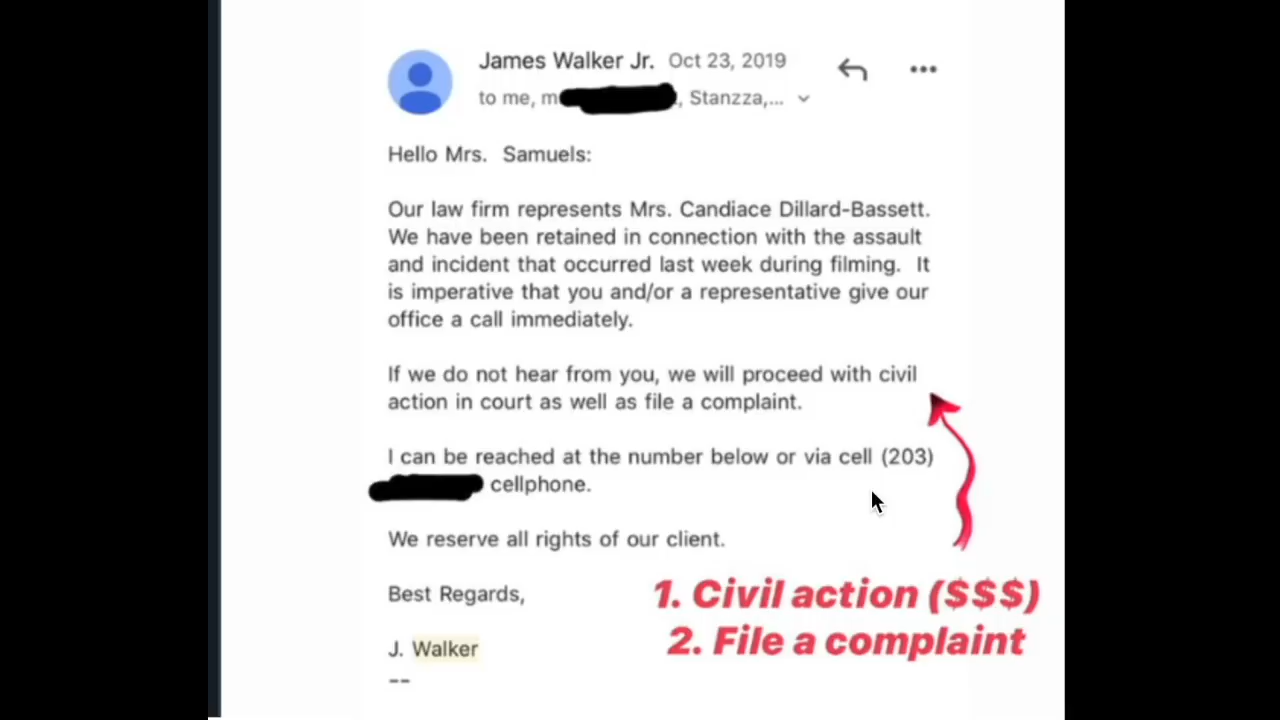 James Walker Jr. Oct 23, 2019
to me, m , Stanzza,...
Hello Mrs. Samuels:
Our law firm represents Mrs. Candiace Dillard-Bassett.
We have been retained in connection with the assault
and incident that occurred last week during filming. It
is imperative that you and/or a representative give our
office a call immediately.
If we do not hear from you, we will proceed with civil
action in court as well as file a complaint.
I can be reached at the number below or via cell (203)
cellphone.
We reserve all rights of our client.
Best Regards,
J. Walker
--
1. Civil action ($$$)
2. File a complaint